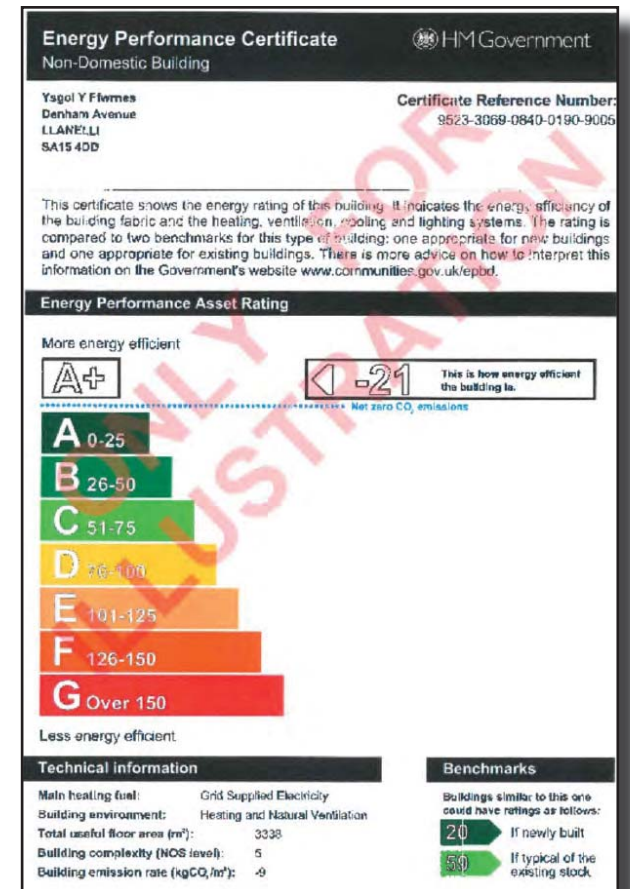 Energy Performance Certificate
HM Government
Non-Domestic Building
Ysgol Y Ffwrnes
Denham Avenue
LLANELLI
SA15 4DD
Certificate Reference Number:
9523-3069-0840-0190-9005
This certificate shows the energy rating of this building. It indicates the energy efficiency of
the building fabric and the heating, ventilation, cooling and lighting systems. The rating is
compared to two benchmarks for this type of building: one appropriate for new buildings
and one appropriate for existing buildings. There is more advice on how to interpret this
information on the Government's website www.communities.gov.uk/epbd.
ONLY FOR
ILLUSTRATION
Energy Performance Asset Rating
More energy efficient
A+
-21
This is how energy efficient
the building is.
Net zero CO₂ emissions
A 0-25
B 26-50
C 51-75
D 76-100
E 101-125
F 126-150
G Over 150
Less energy efficient
Technical information
Main heating fuel: Grid Supplied Electricity
Building environment: Heating and Natural Ventilation
Total useful floor area (m²): 3338
Building complexity (NOS level): 5
Building emission rate (kgCO₂/m²): -9
Benchmarks
Buildings similar to this one
could have ratings as follows:
20 If newly built
If typical of the
existing stock